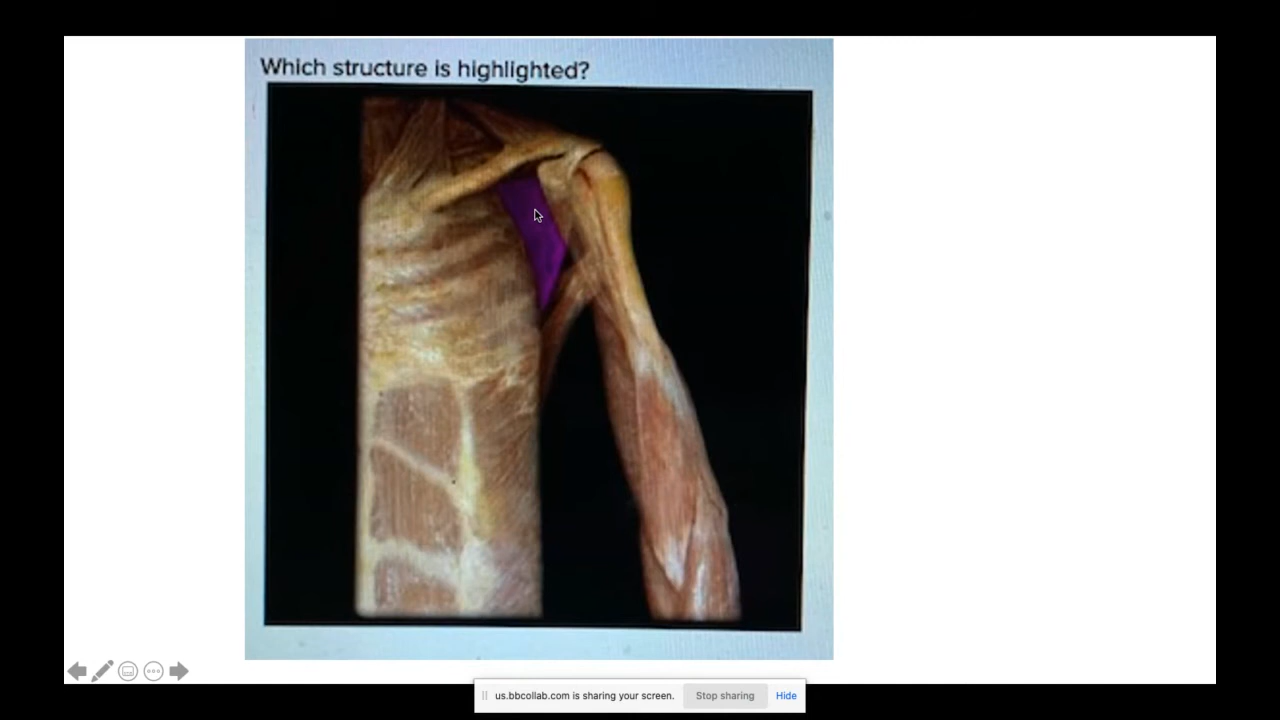 Which structure is highlighted?
us.bbcollab.com is sharing your screen. Stop sharing Hide